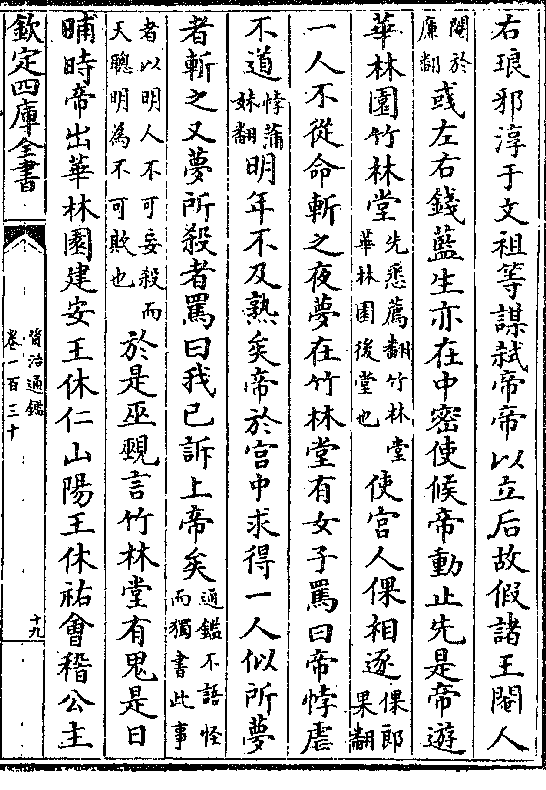 右琅邪淳于文祖等謀弑帝帝以立后故假諸王閹人
閹於廉翻或左右錢藍生亦在中密使候帝動止先是帝遊
華林園竹林堂先悉薦翻竹林堂華林園後堂也使宮人倮相逐倮郎果翻
一人不從命斬之夜夢在竹林堂有女子罵曰帝悖虐
不道悖蒲妹翻明年不及熟矣帝於宮中求得一人似所夢
者斬之又夢所殺者罵曰我已訴上帝矣通鑑不語怪而獨書此事
者以明人不可妄殺而天聰明為不可欺也於是巫覡言竹林堂有鬼是日
晡時帝出華林園建安王休仁山陽王休祐會稽公主
欽定四庫全書
資治通鑑
卷一百三十
十九